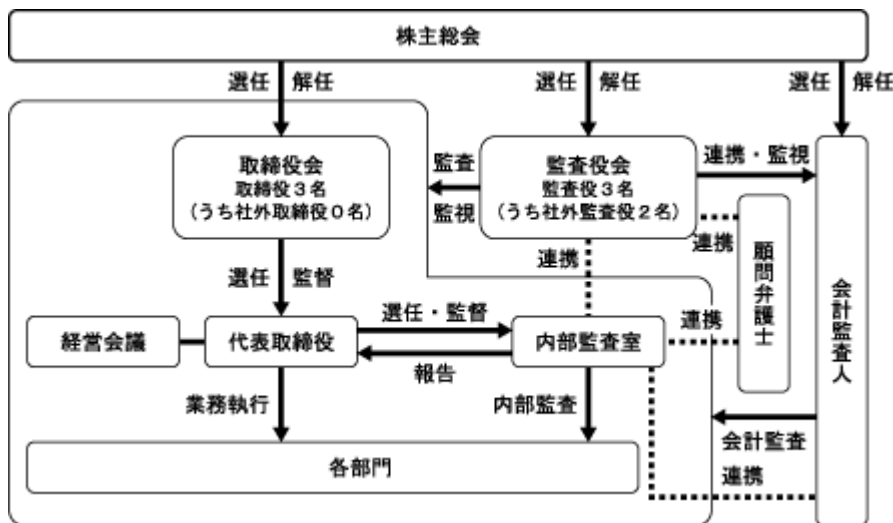 株主総会
選任
解任
選任
解任
選任
解任
取締役会
取締役3名
（うち社外取締役0名）
監査
監視
監査役会
監査役3名
（うち社外監査役2名）
連携・監視
連携
連携
顧問弁護士
会計監査人
選任
監督
選任・監督
連携
経営会議
代表取締役
内部監査室
報告
業務執行
内部監査
会計監査
各部門
連携